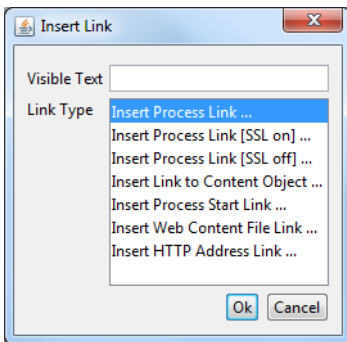 Insert Link
Visible Text
Link Type
Insert Process Link ...
Insert Process Link [SSL on] ...
Insert Process Link [SSL off] ...
Insert Link to Content Object ...
Insert Process Start Link ...
Insert Web Content File Link ...
Insert HTTP Address Link ...
Ok Cancel